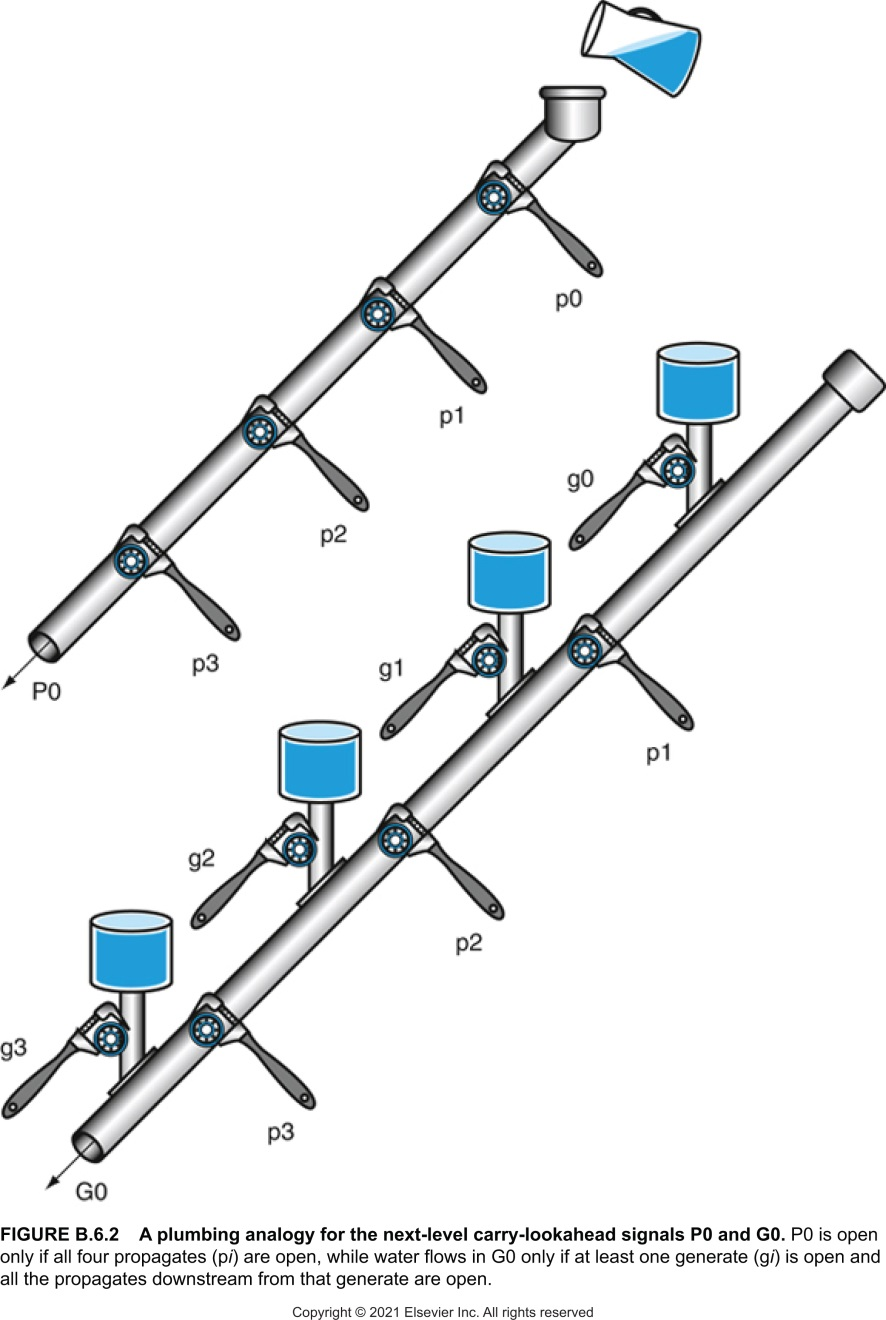 p0
p1
p2
p3
P0
g0
g1
p1
g2
p2
g3
p3
G0
FIGURE B.6.2 A plumbing analogy for the next-level carry-lookahead signals P0 and G0. P0 is open
only if all four propagates (pi) are open, while water flows in G0 only if at least one generate (gi) is open and
all the propagates downstream from that generate are open.
Copyright © 2021 Elsevier Inc. All rights reserved